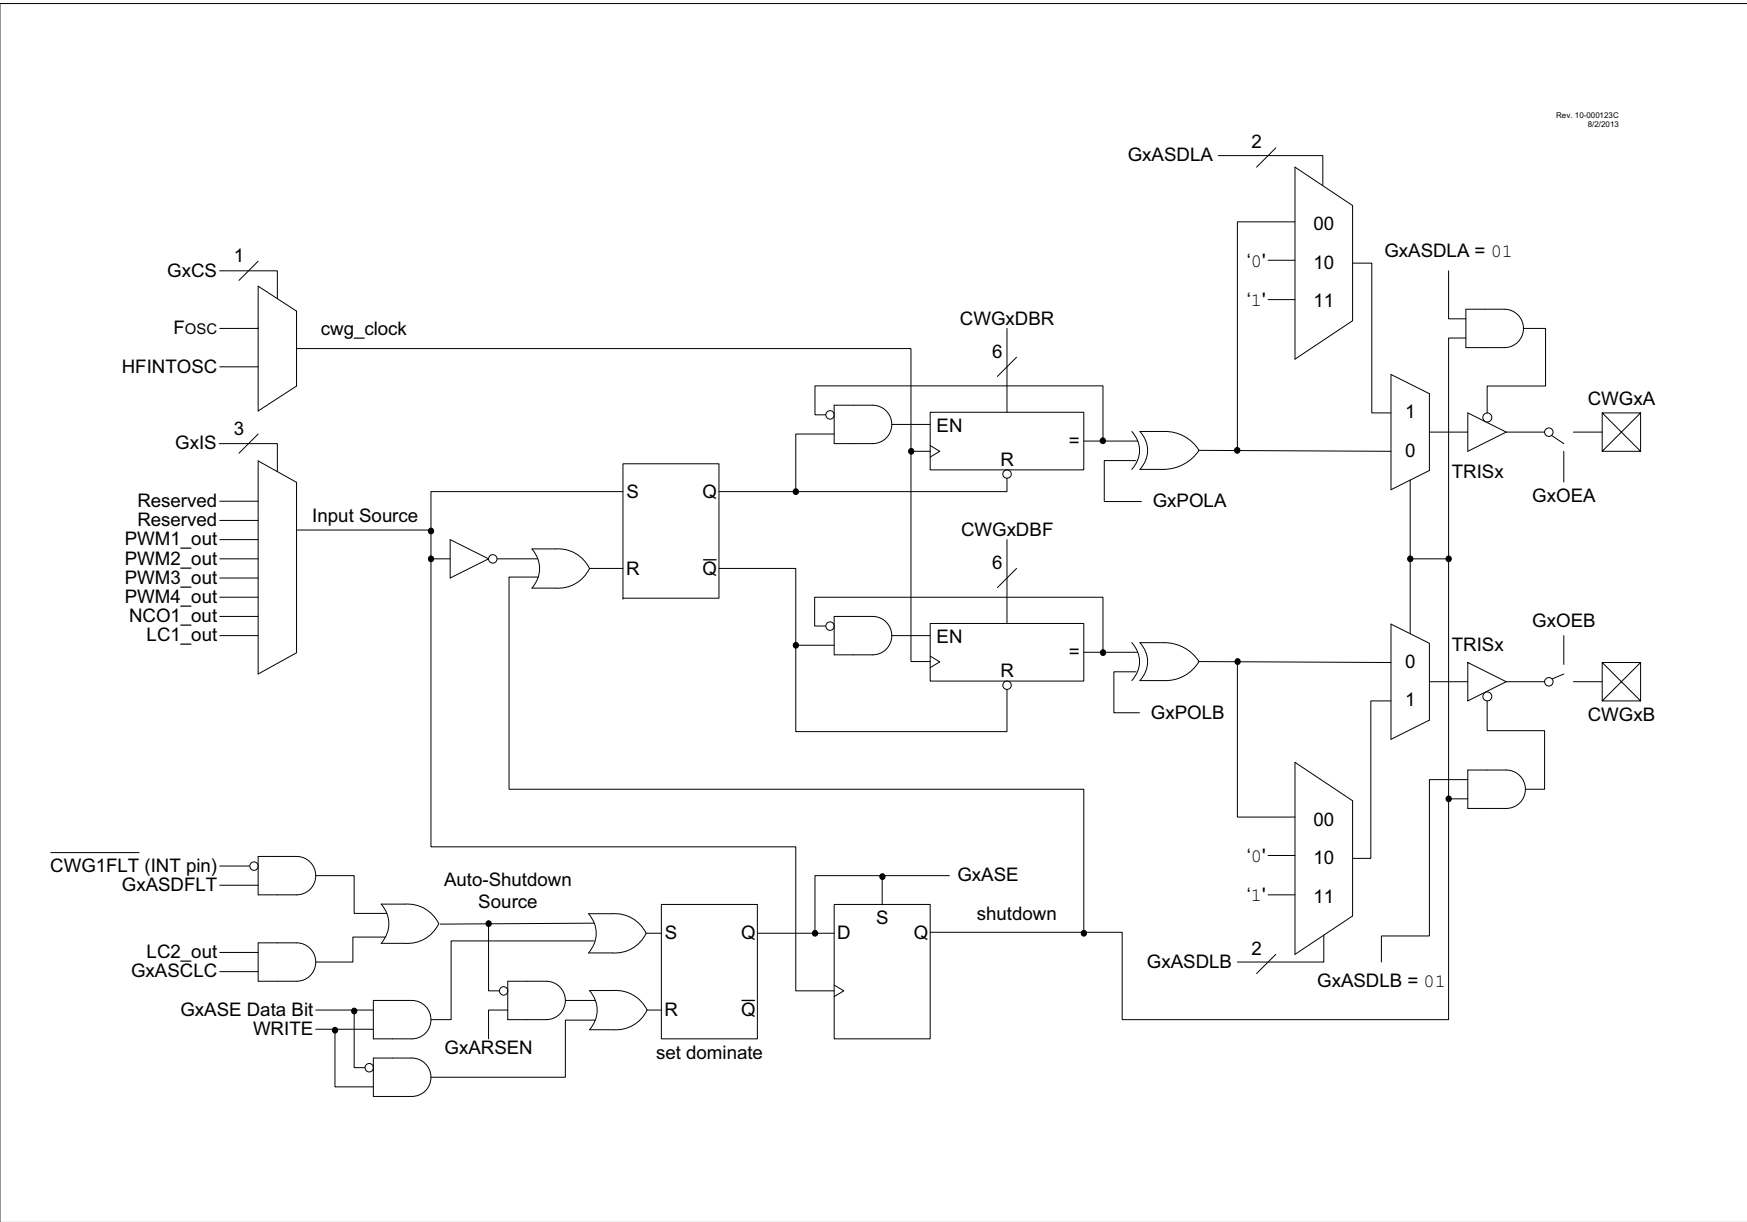 Rev. 10-000123C
8/2/2013
GxASDLA
2
00
‘0'
10
‘1'
11
GxASDLA = 01
GxCS
1
FOSC
HFINTOSC
cwg_clock
GxIS
3
Reserved
Reserved
PWM1_out
PWM2_out
PWM3_out
PWM4_out
NCO1_out
LC1_out
Input Source
S
Q
R
Q
CWGxDBR
6
EN
=
R
GxPOLA
1
0
TRISx
CWGxA
GxOEA
CWGxDBF
6
EN
=
R
GxPOLB
0
1
TRISx
GxOEB
CWGxB
00
‘0'
10
‘1'
11
GxASDLB
2
GxASDLB = 01
CWG1FLT (INT pin)
GxASDFLT
LC2_out
GxASCLC
GxASE Data Bit
WRITE
Auto-Shutdown
Source
GxARSEN
S
Q
R
Q
set dominate
GxASE
S
D
Q
shutdown